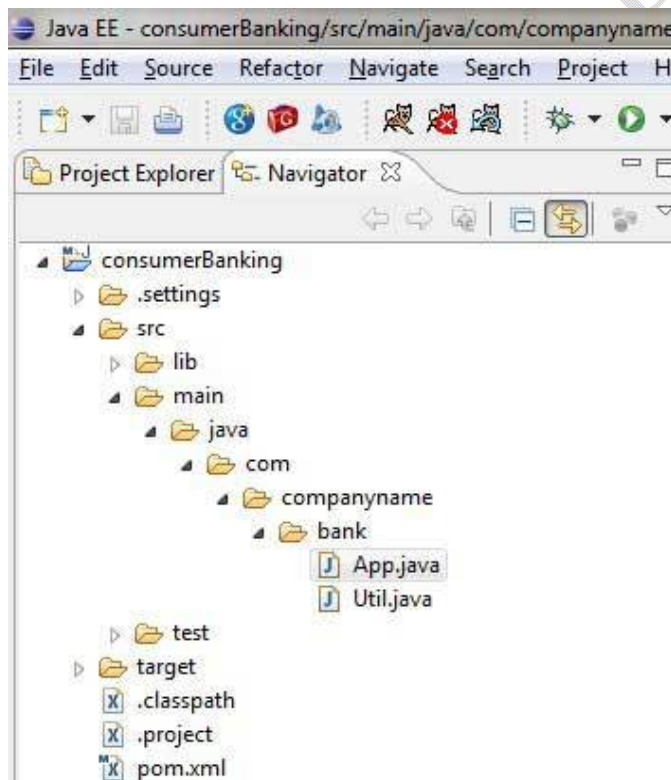 Java EE - consumerBanking/src/main/java/com/companyname
File Edit Source Refactor Navigate Search Project H
Project Explorer Navigator
consumerBanking
.settings
src
lib
main
java
com
companyname
bank
App.java
Util.java
test
target
.classpath
.project
pom.xml